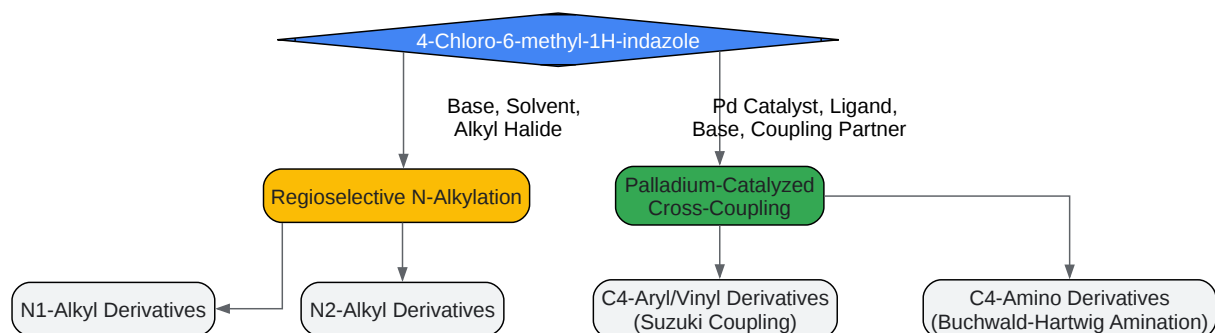 4-Chloro-6-methyl-1H-indazole
Base, Solvent,
Alkyl Halide
Pd Catalyst, Ligand,
Base, Coupling Partner
Regioselective N-Alkylation
Palladium-Catalyzed
Cross-Coupling
N1-Alkyl Derivatives
N2-Alkyl Derivatives
C4-Aryl/Vinyl Derivatives
(Suzuki Coupling)
C4-Amino Derivatives
(Buchwald-Hartwig Amination)